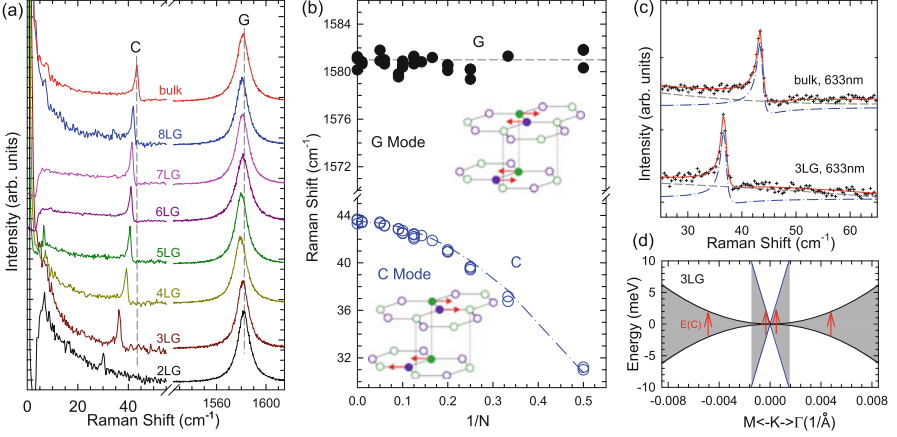 (a)
C
G
bulk
8LG
7LG
6LG
5LG
4LG
3LG
2LG
Intensity (arb. units)
0 20 40 1560 1600
Raman Shift (cm-1)
(b)
1584
1580
1576
1572
44
40
36
32
Raman Shift (cm-1)
G
G Mode
C
C Mode
0.0 0.1 0.2 0.3 0.4 0.5
1/N
(c)
Intensity (arb. units)
bulk, 633nm
3LG, 633nm
30 40 50 60
Raman Shift (cm-1)
(d)
3LG
E(C)
10
5
0
-5
-10
Energy (meV)
-0.008 -0.004 0.000 0.004 0.008
M<-K->Γ(1/Å)